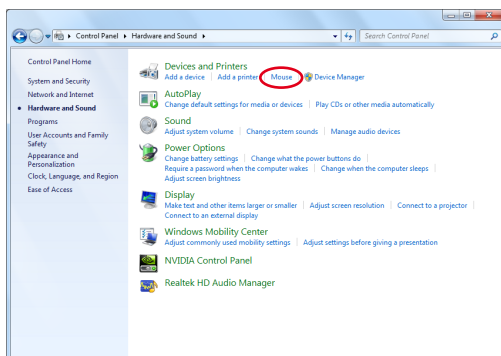 Control Panel ▸ Hardware and Sound ▸
Search Control Panel
Control Panel Home
System and Security
Network and Internet
Hardware and Sound
Programs
User Accounts and Family
Safety
Appearance and
Personalization
Clock, Language, and Region
Ease of Access
Devices and Printers
Add a device | Add a printer | Mouse | Device Manager
AutoPlay
Change default settings for media or devices | Play CDs or other media automatically
Sound
Adjust system volume | Change system sounds | Manage audio devices
Power Options
Change battery settings | Change what the power buttons do |
Require a password when the computer wakes | Change when the computer sleeps |
Adjust screen brightness
Display
Make text and other items larger or smaller | Adjust screen resolution | Connect to a projector |
Connect to an external display
Windows Mobility Center
Adjust commonly used mobility settings | Adjust settings before giving a presentation
NVIDIA Control Panel
Realtek HD Audio Manager